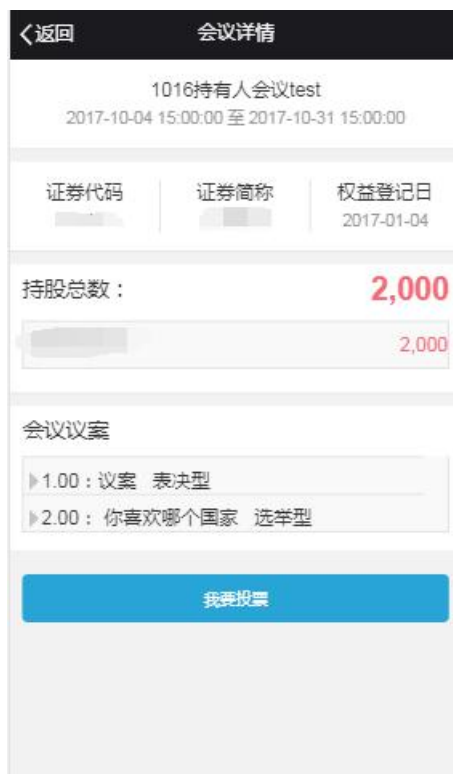 返回 会议详情
1016持有人会议test
2017-10-04 15:00:00 至 2017-10-31 15:00:00
证券代码 证券简称 权益登记日
2017-01-04
持股总数： 2,000
2,000
会议议案
1.00：议案 表决型
2.00： 你喜欢哪个国家 选举型
我要投票